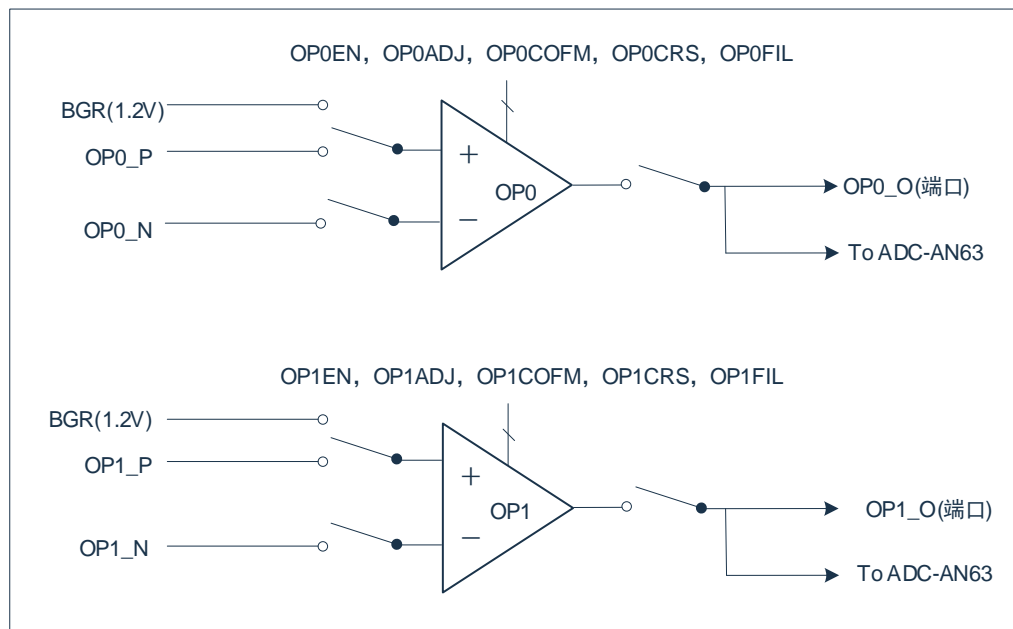 OP0EN，OP0ADJ，OP0COFM，OP0CRS，OP0FIL
BGR(1.2V)
OP0_P
+
OP0
OP0_O(端口)
OP0_N
−
To ADC-AN63
OP1EN，OP1ADJ，OP1COFM，OP1CRS，OP1FIL
BGR(1.2V)
OP1_P
+
OP1
OP1_O(端口)
OP1_N
−
To ADC-AN63